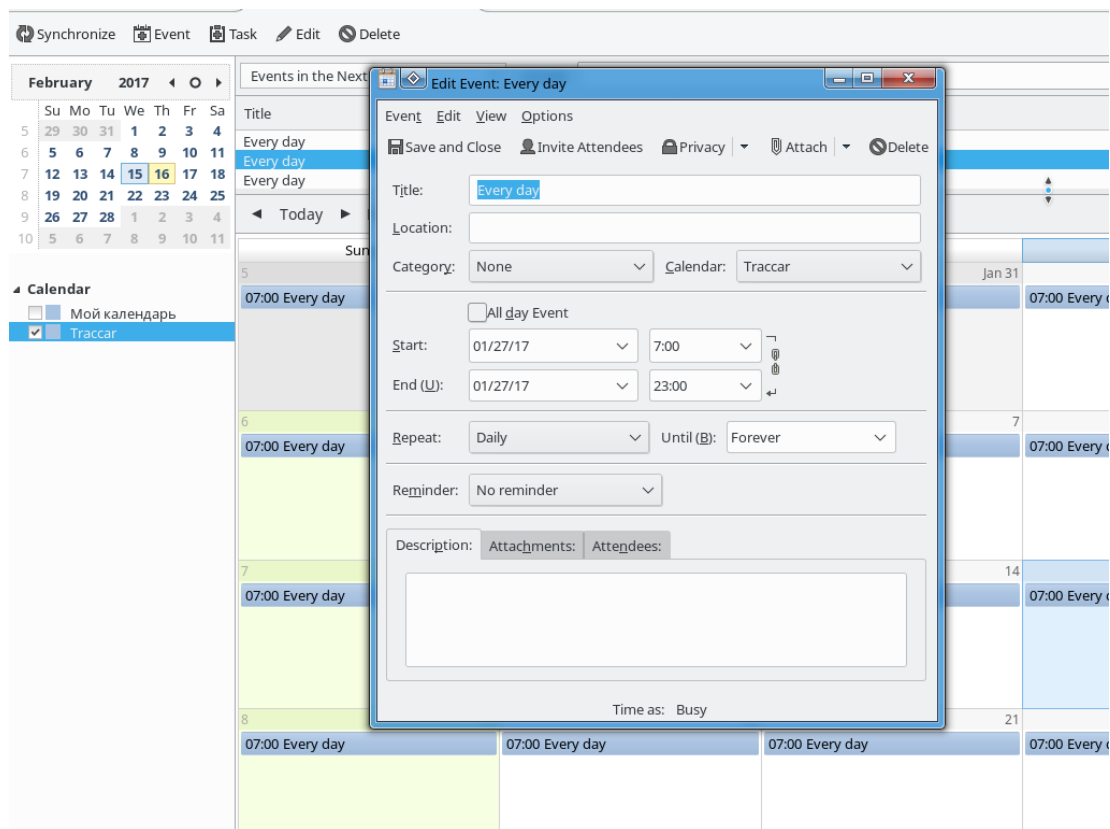 Synchronize Event Task Edit Delete
February 2017
Su Mo Tu We Th Fr Sa
5 29 30 31 1 2 3 4
6 5 6 7 8 9 10 11
7 12 13 14 15 16 17 18
8 19 20 21 22 23 24 25
9 26 27 28 1 2 3 4
10 5 6 7 8 9 10 11
Calendar
Мой календарь
Traccar
Events in the Next
Title
Every day
Every day
Every day
Today
Sun
5
Jan 31
07:00 Every day
07:00 Every
6
7
07:00 Every day
07:00 Every
7
14
07:00 Every day
07:00 Every
8
21
07:00 Every day
07:00 Every day
07:00 Every day
07:00 Every
Edit Event: Every day
Event Edit View Options
Save and Close Invite Attendees Privacy Attach Delete
Title: Every day
Location:
Category: None Calendar: Traccar
All day Event
Start: 01/27/17 7:00
End (U): 01/27/17 23:00
Repeat: Daily Until (B): Forever
Reminder: No reminder
Description: Attachments: Attendees:
Time as: Busy